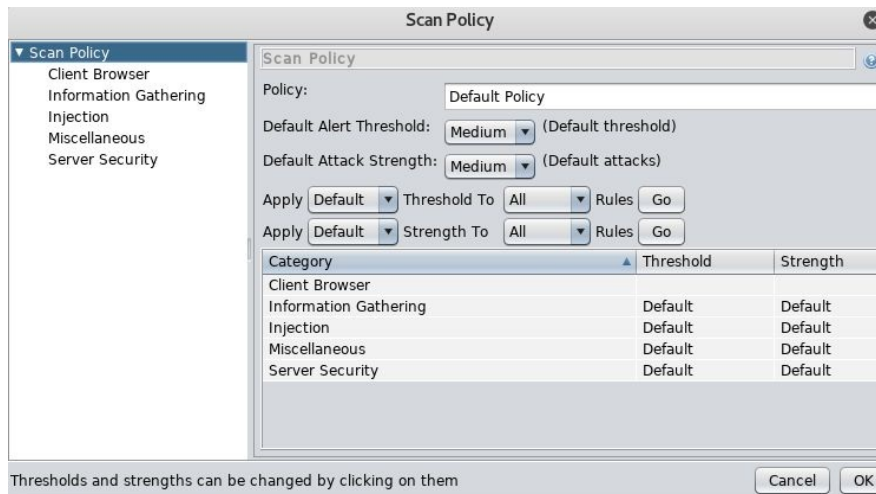 Scan Policy
Scan Policy
Client Browser
Information Gathering
Injection
Miscellaneous
Server Security
Scan Policy
Policy: Default Policy
Default Alert Threshold: Medium (Default threshold)
Default Attack Strength: Medium (Default attacks)
Apply Default Threshold To All Rules Go
Apply Default Strength To All Rules Go
Category Threshold Strength
Client Browser
Information Gathering Default Default
Injection Default Default
Miscellaneous Default Default
Server Security Default Default
Thresholds and strengths can be changed by clicking on them Cancel OK